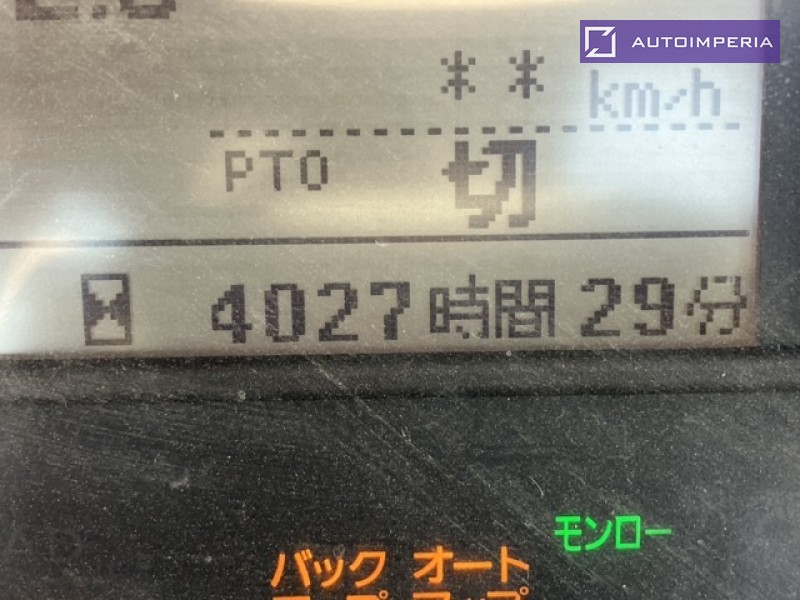 AUTOIMPERIA
** km/h
PTO 切
4027時間29分
モンロー
バック オート